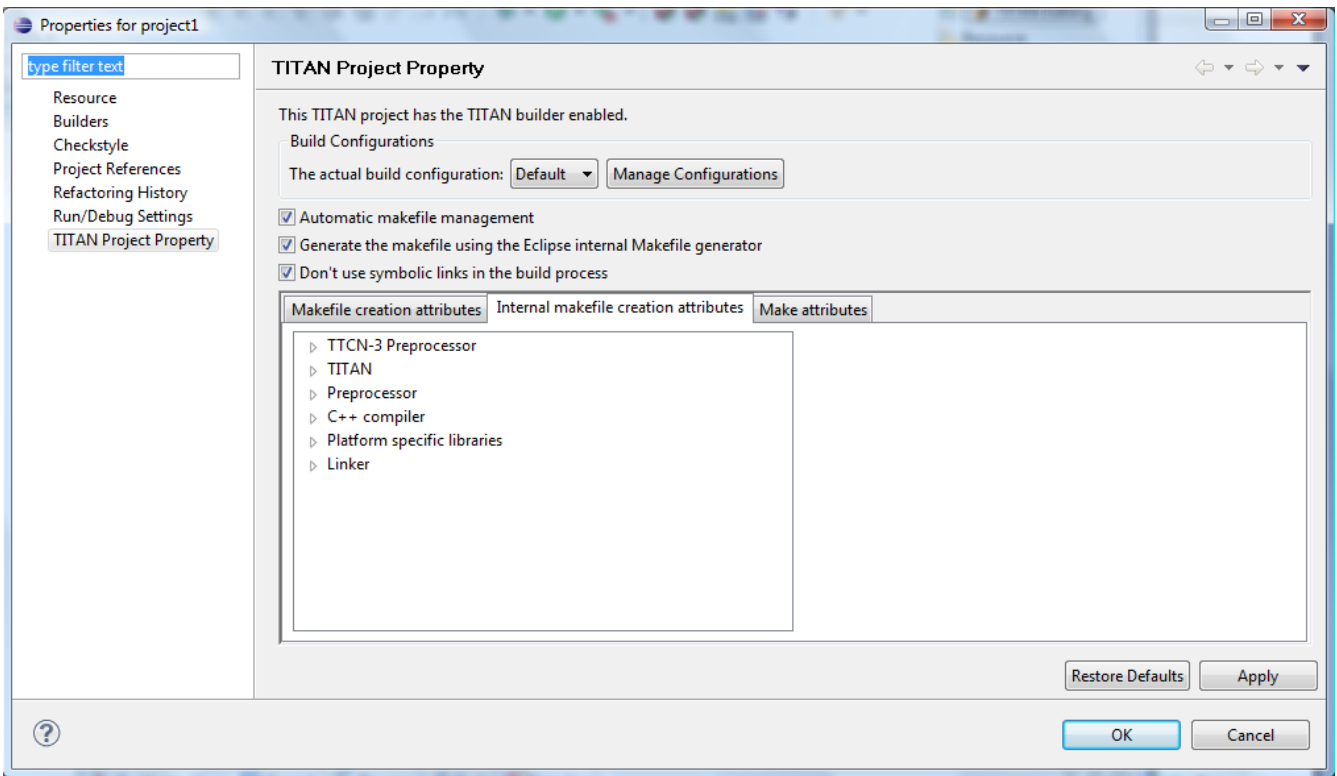 Properties for project1
type filter text
Resource
Builders
Checkstyle
Project References
Refactoring History
Run/Debug Settings
TITAN Project Property
TITAN Project Property
This TITAN project has the TITAN builder enabled.
Build Configurations
The actual build configuration: Default Manage Configurations
Automatic makefile management
Generate the makefile using the Eclipse internal Makefile generator
Don't use symbolic links in the build process
Makefile creation attributes Internal makefile creation attributes Make attributes
TTCN-3 Preprocessor
TITAN
Preprocessor
C++ compiler
Platform specific libraries
Linker
Restore Defaults Apply
OK Cancel